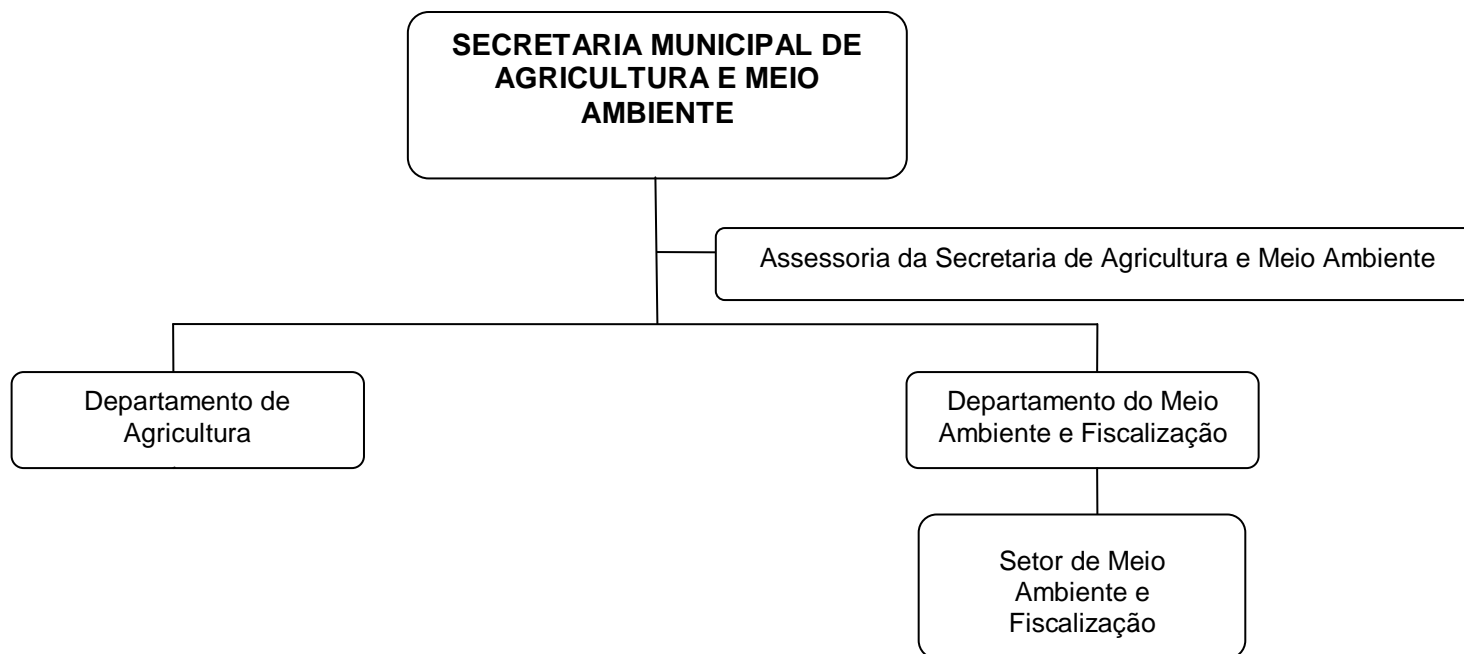 SECRETARIA MUNICIPAL DE
AGRICULTURA E MEIO
AMBIENTE
Assessoria da Secretaria de Agricultura e Meio Ambiente
Departamento de
Agricultura
Departamento do Meio
Ambiente e Fiscalização
Setor de Meio
Ambiente e
Fiscalização